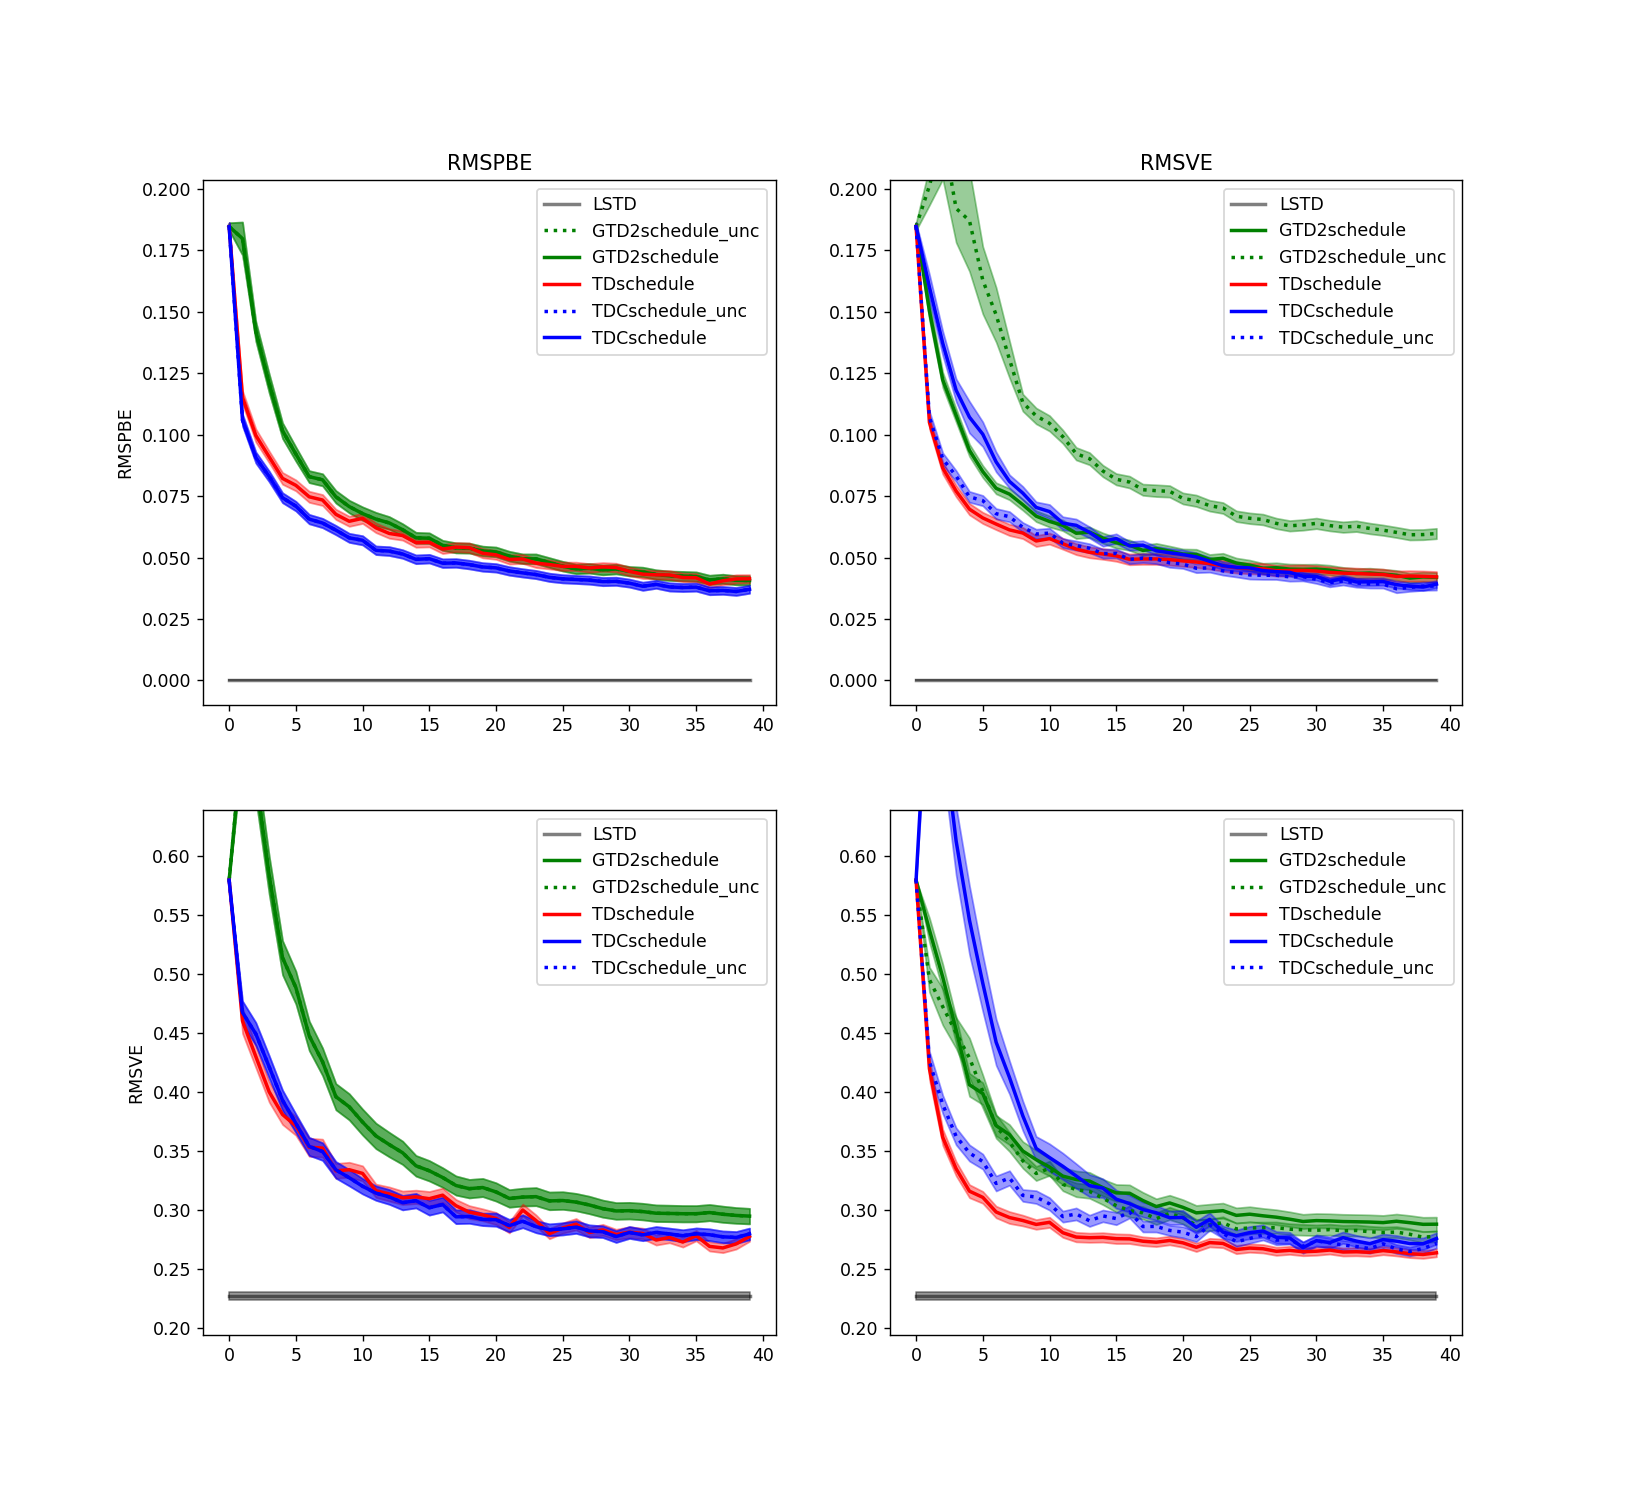 RMSPBE
RMSPBE
0.200
0.175
0.150
0.125
0.100
0.075
0.050
0.025
0.000
0 5 10 15 20 25 30 35 40
LSTD
GTD2schedule_unc
GTD2schedule
TDschedule
TDCschedule_unc
TDCschedule
RMSVE
0.200
0.175
0.150
0.125
0.100
0.075
0.050
0.025
0.000
0 5 10 15 20 25 30 35 40
LSTD
GTD2schedule
GTD2schedule_unc
TDschedule
TDCschedule
TDCschedule_unc
RMSVE
0.60
0.55
0.50
0.45
0.40
0.35
0.30
0.25
0.20
0 5 10 15 20 25 30 35 40
LSTD
GTD2schedule
GTD2schedule_unc
TDschedule
TDCschedule
TDCschedule_unc
0.60
0.55
0.50
0.45
0.40
0.35
0.30
0.25
0.20
0 5 10 15 20 25 30 35 40
LSTD
GTD2schedule
GTD2schedule_unc
TDschedule
TDCschedule
TDCschedule_unc